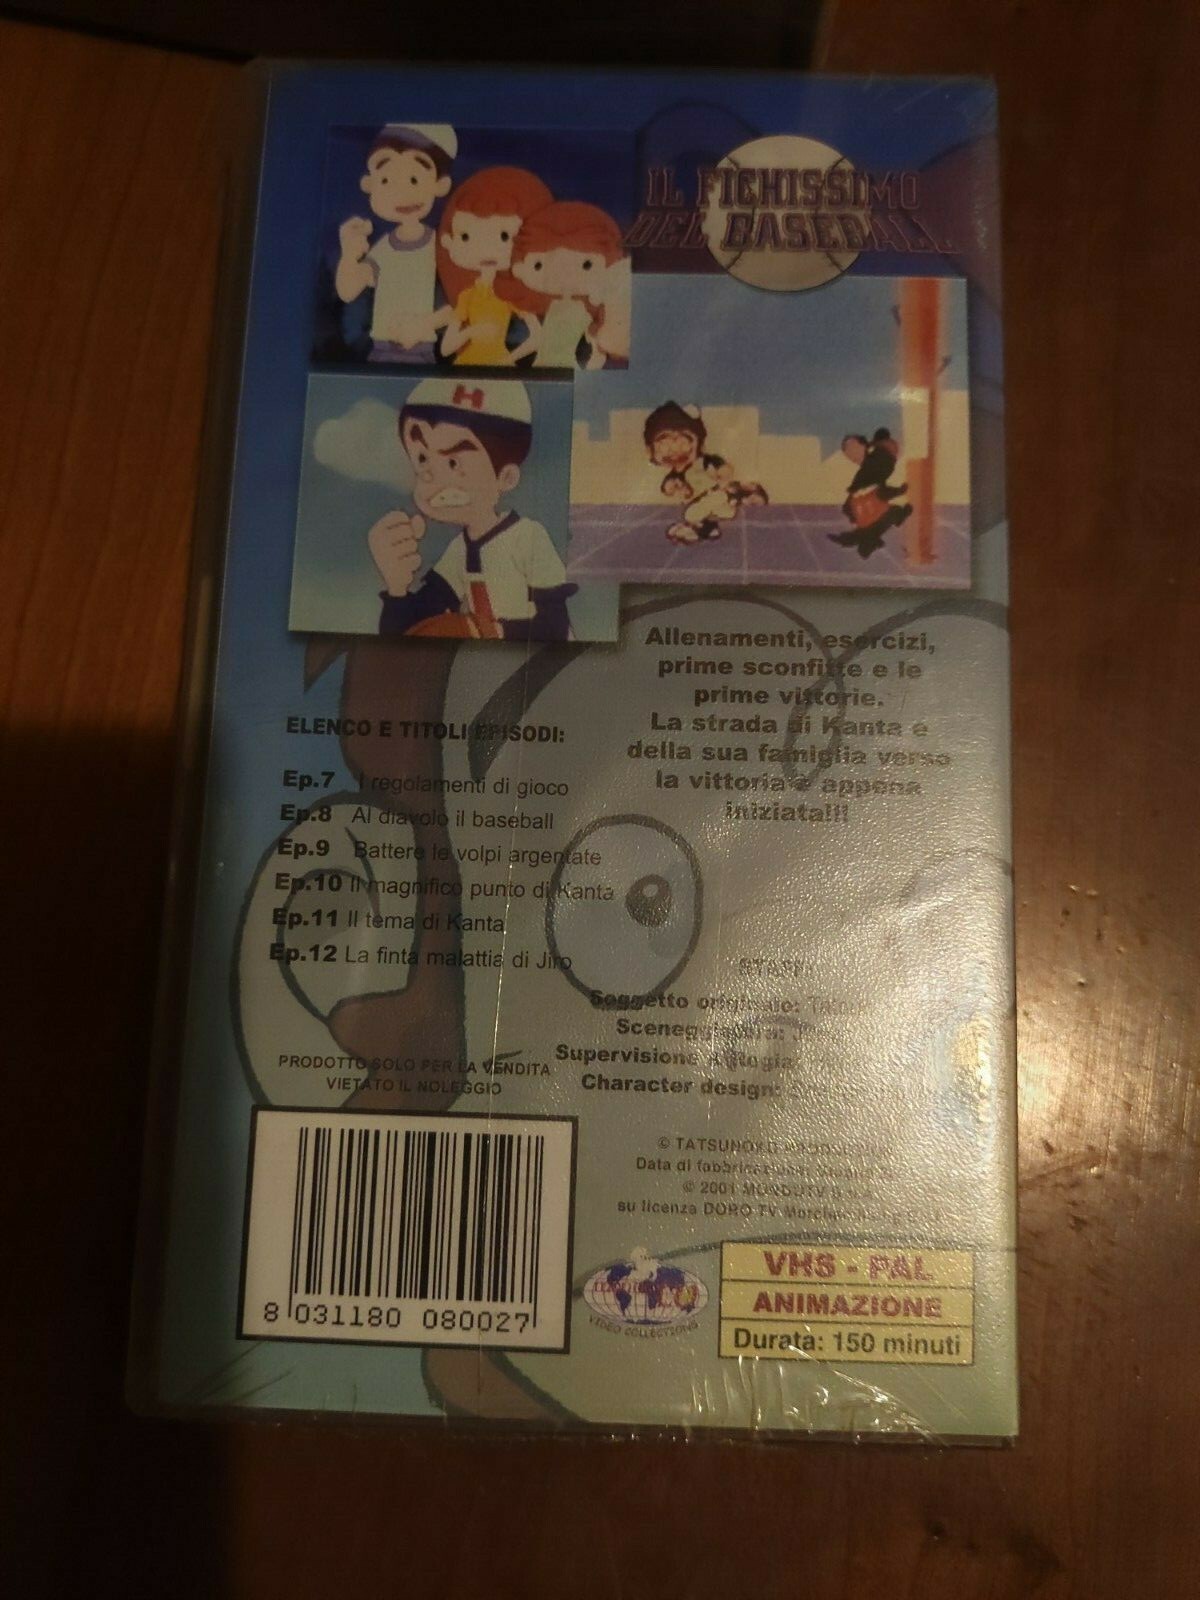 IL FICHISSIMO
DEL BASEBALL
H
Allenamenti, esercizi,
prime sconfitte e le
prime vittorie.
La strada di Kanta e
della sua famiglia verso
la vittoria è appena
iniziata!!!
ELENCO E TITOLI EPISODI:
Ep.7 I regolamenti di gioco
Ep.8 Al diavolo il baseball
Ep.9 Battere le volpi argentate
Ep.10 Il magnifico punto di Kanta
Ep.11 Il tema di Kanta
Ep.12 La finta malattia di Jiro
STAFF:
Soggetto originale:
Sceneggiatura:
Supervisione
Character design:
PRODOTTO SOLO PER LA VENDITA
VIETATO IL NOLEGGIO
© TATSUNOKO PRODUCTION
Data di fabbricazione:
© 2001 MONDO TV S.p.A.
su licenza DORO TV Merchandising
8 031180 080027
VIDEO COLLECTIONS
VHS - PAL
ANIMAZIONE
Durata: 150 minuti